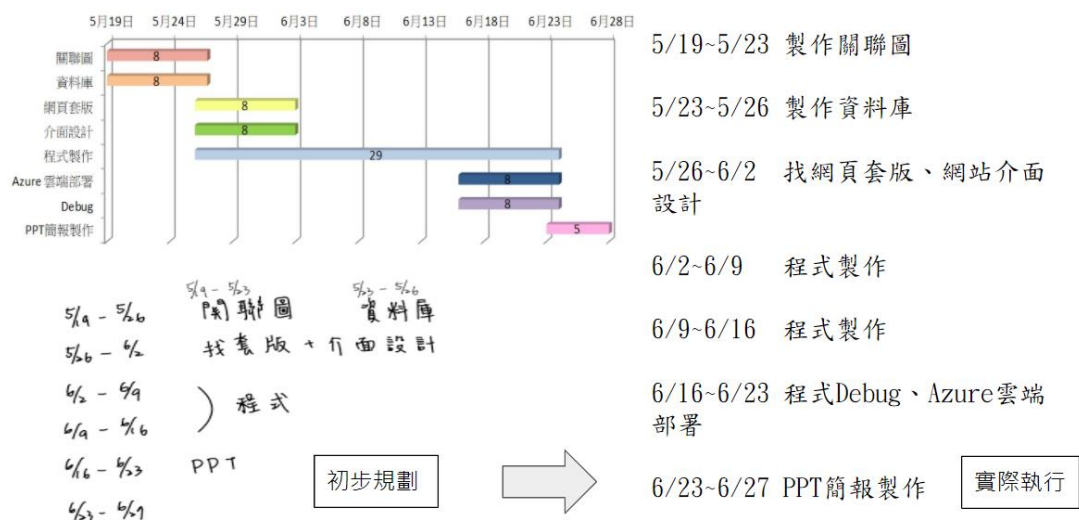 5月19日 5月24日 5月29日 6月3日 6月8日 6月13日 6月18日 6月23日 6月28日
關聯圖 8
資料庫 8
網頁套版 8
介面設計 8
程式製作 29
Azure 雲端部署 8
Debug 8
PPT簡報製作 5
5/19 - 5/23 5/23 - 5/26
5/19 - 5/26 關聯圖 資料庫
5/26 - 6/2 找套版 + 介面設計
6/2 - 6/9
程式
6/9 - 6/16
6/16 - 6/23 PPT
6/23 - 6/29
初步規劃
5/19~5/23 製作關聯圖
5/23~5/26 製作資料庫
5/26~6/2 找網頁套版、網站介面
設計
6/2~6/9 程式製作
6/9~6/16 程式製作
6/16~6/23 程式Debug、Azure雲端
部署
6/23~6/27 PPT簡報製作
實際執行